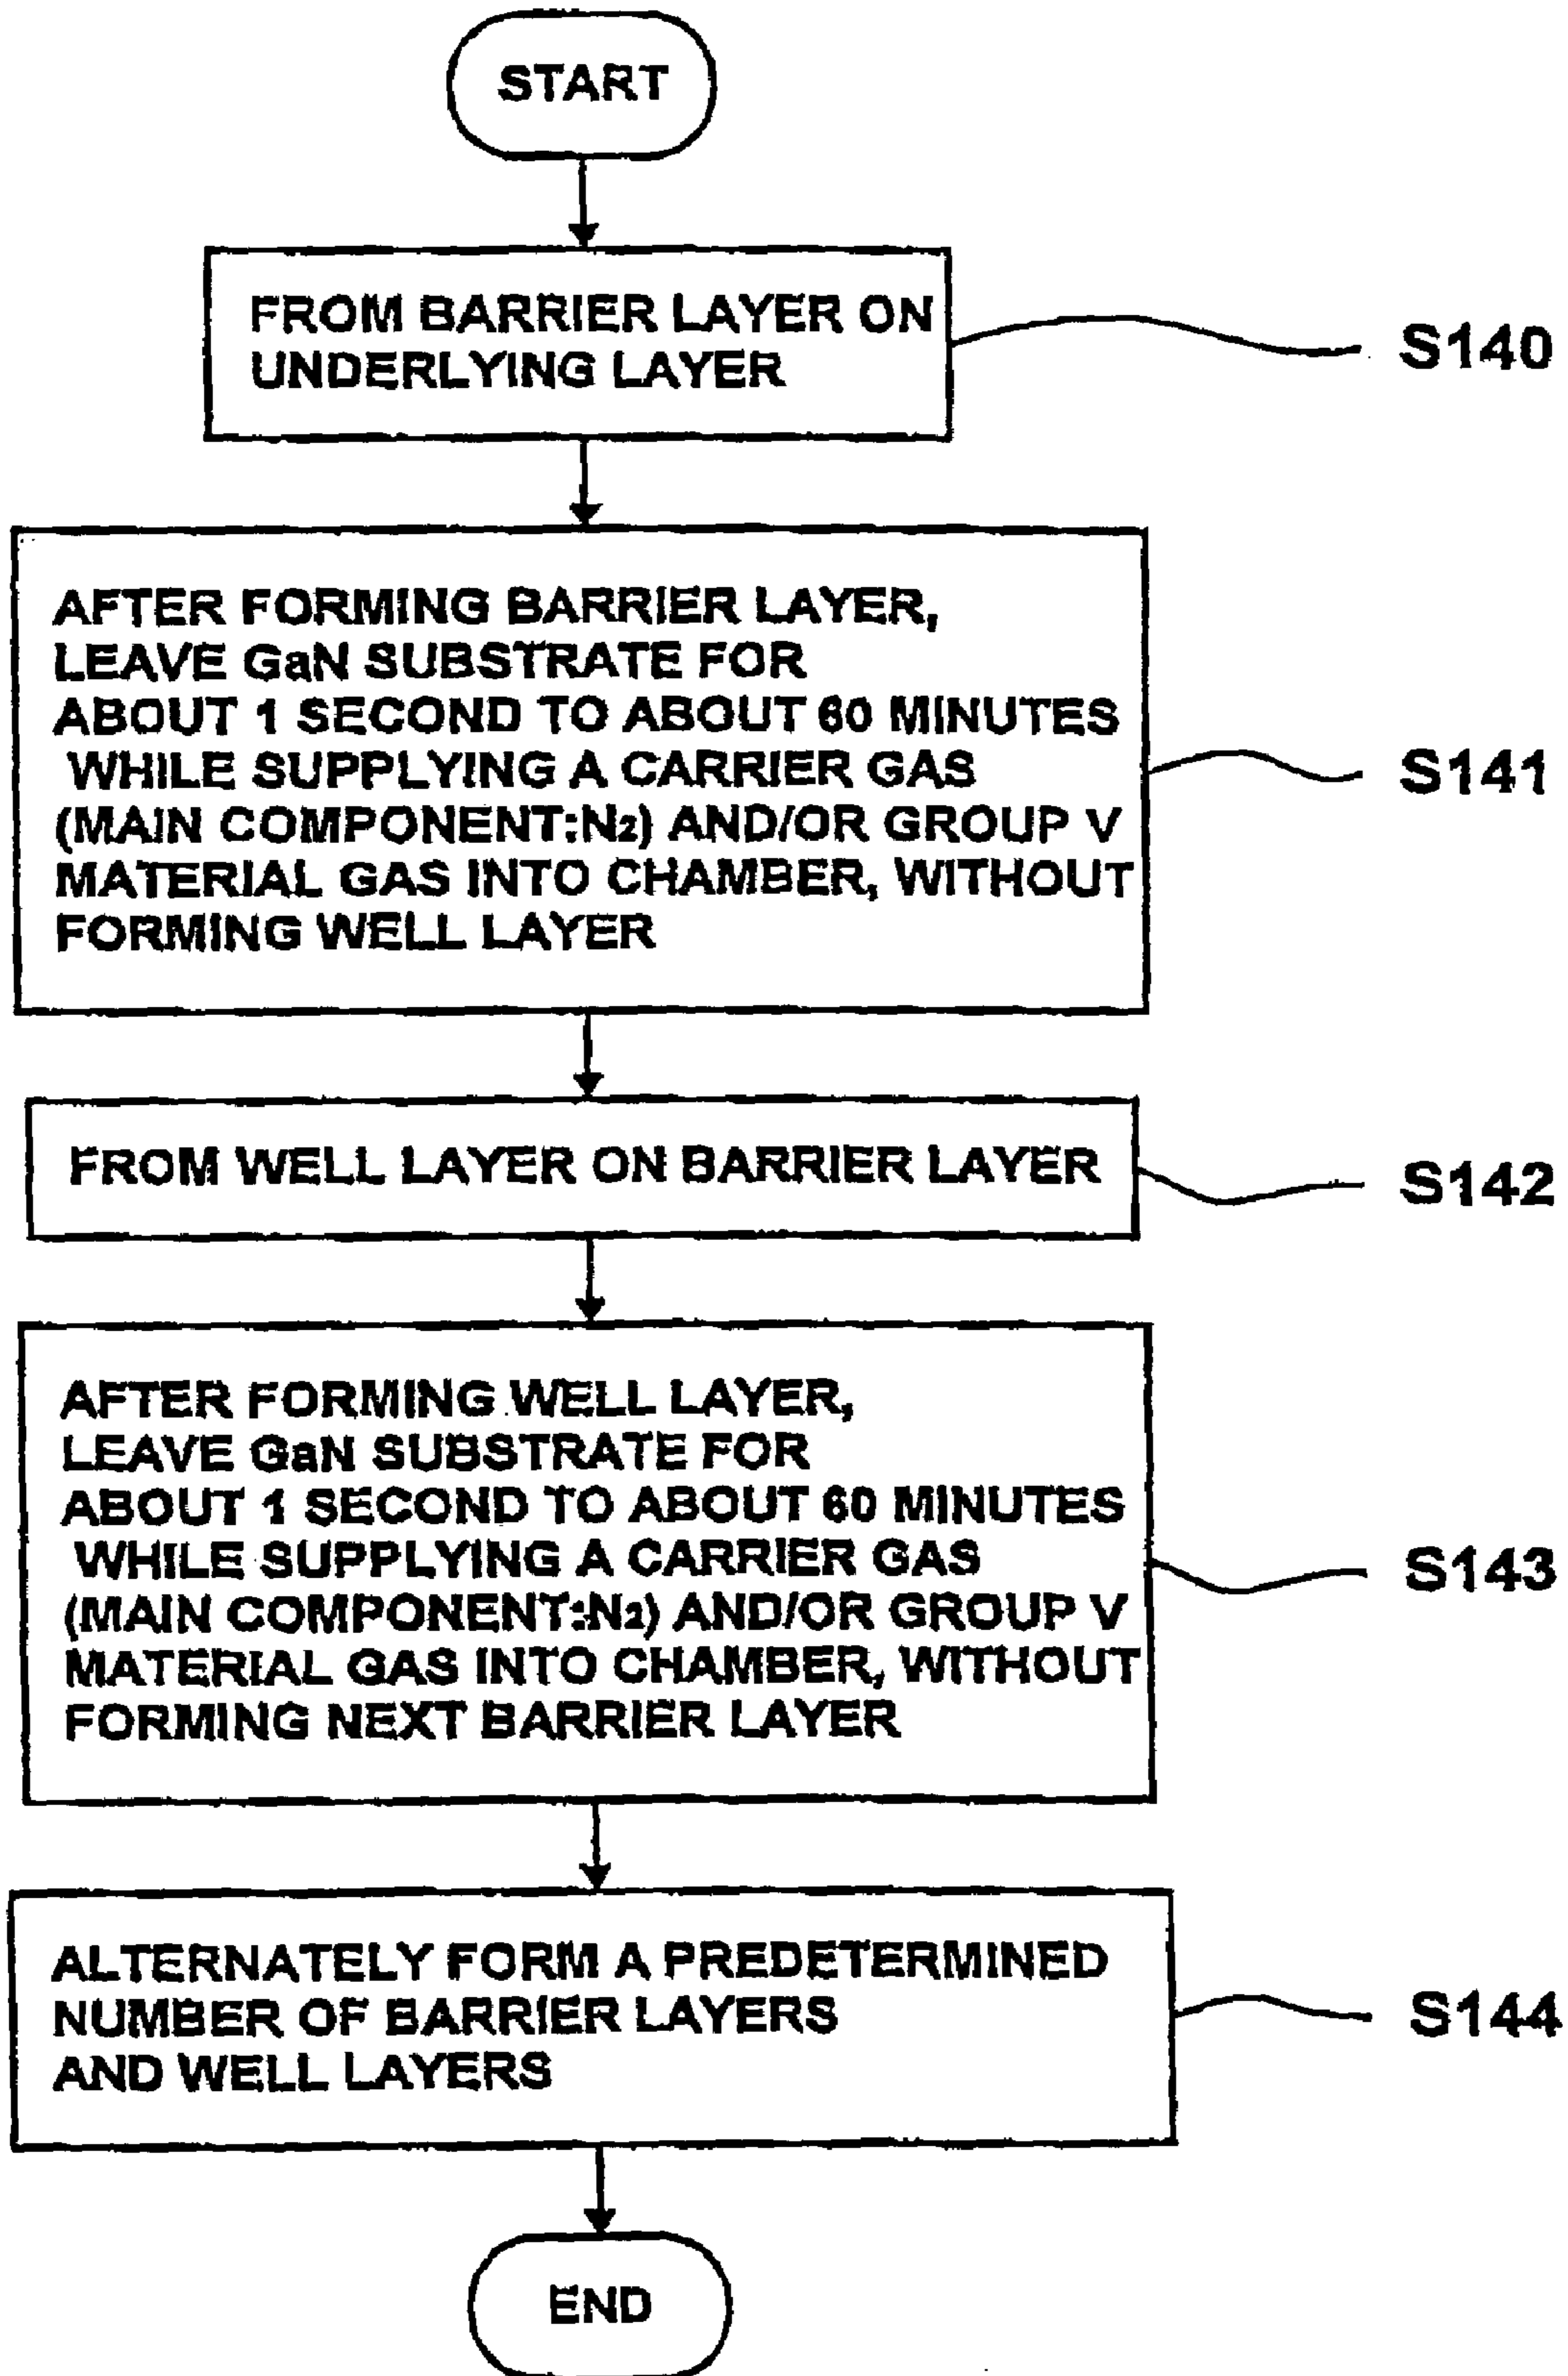 START
FROM BARRIER LAYER ON
UNDERLYING LAYER
S140
AFTER FORMING BARRIER LAYER,
LEAVE GaN SUBSTRATE FOR
ABOUT 1 SECOND TO ABOUT 60 MINUTES
WHILE SUPPLYING A CARRIER GAS
(MAIN COMPONENT:N₂) AND/OR GROUP V
MATERIAL GAS INTO CHAMBER, WITHOUT
FORMING WELL LAYER
S141
FROM WELL LAYER ON BARRIER LAYER
S142
AFTER FORMING WELL LAYER,
LEAVE GaN SUBSTRATE FOR
ABOUT 1 SECOND TO ABOUT 60 MINUTES
WHILE SUPPLYING A CARRIER GAS
(MAIN COMPONENT:N₂) AND/OR GROUP V
MATERIAL GAS INTO CHAMBER, WITHOUT
FORMING NEXT BARRIER LAYER
S143
ALTERNATELY FORM A PREDETERMINED
NUMBER OF BARRIER LAYERS
AND WELL LAYERS
S144
END